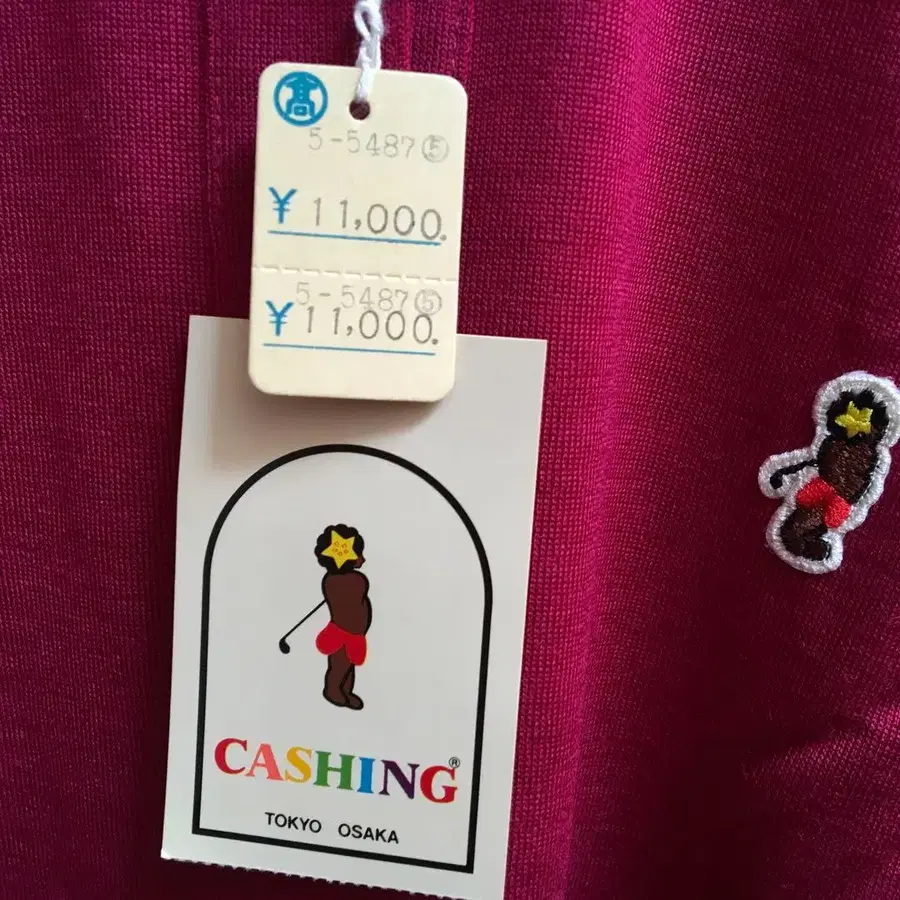 高
5-5487⑤
¥11,000.
5-5487⑤
¥11,000.
CASHING®
TOKYO OSAKA